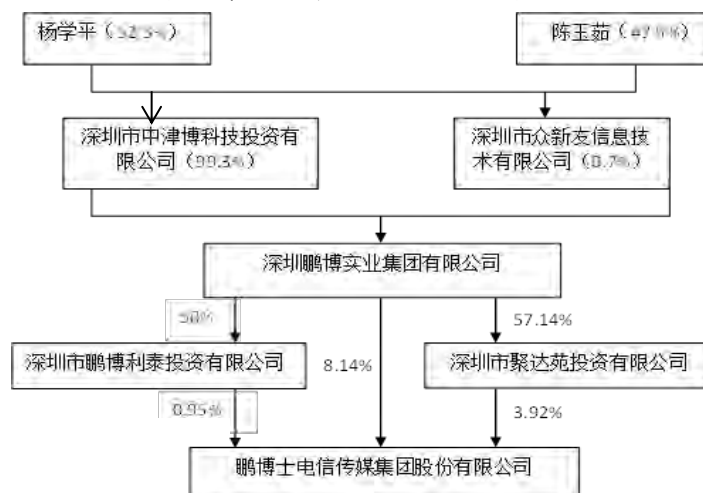 杨学平
陈玉茹
深圳市中津博科技投资有
限公司（99.3%）
深圳市众新友信息技
术有限公司（0.7%）
深圳鹏博实业集团有限公司
57.14%
深圳市鹏博利泰投资有限公司
8.14%
深圳市聚达苑投资有限公司
0.95%
3.92%
鹏博士电信传媒集团股份有限公司